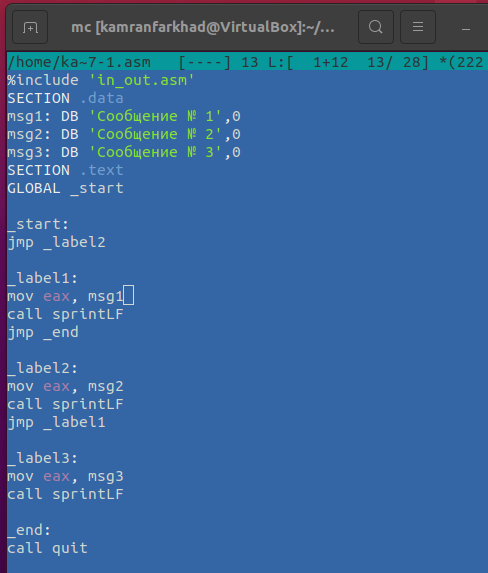 mc [kamranfarkhad@VirtualBox]:~/...
/home/ka~7-1.asm [----] 13 L:[ 1+12 13/ 28] *(222
%include 'in_out.asm'
SECTION .data
msg1: DB 'Сообщение № 1',0
msg2: DB 'Сообщение № 2',0
msg3: DB 'Сообщение № 3',0
SECTION .text
GLOBAL _start
_start:
jmp _label2
_label1:
mov eax, msg1
call sprintLF
jmp _end
_label2:
mov eax, msg2
call sprintLF
jmp _label1
_label3:
mov eax, msg3
call sprintLF
_end:
call quit